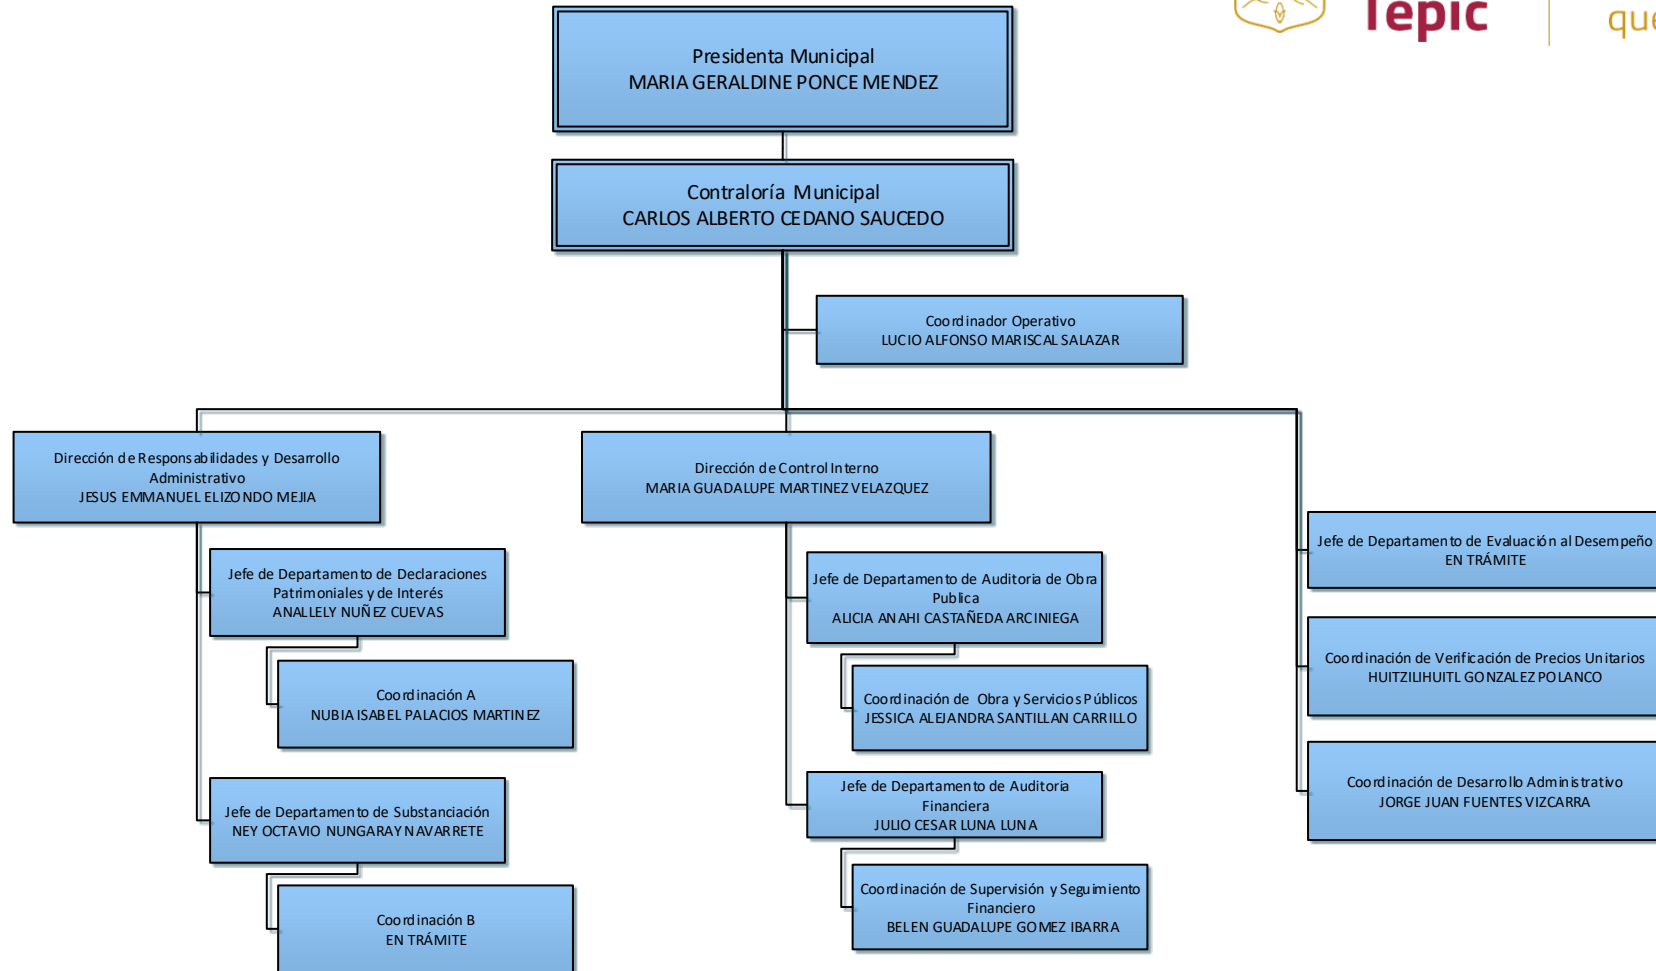 Tepic
Presidenta Municipal
MARIA GERALDINE PONCE MENDEZ
Contraloría Municipal
CARLOS ALBERTO CEDANO SAUCEDO
Coordinador Operativo
LUCIO ALFONSO MARISCAL SALAZAR
Dirección de Responsabilidades y Desarrollo
Administrativo
JESUS EMMANUEL ELIZONDO MEJIA
Jefe de Departamento de Declaraciones
Patrimoniales y de Interés
ANALLELY NUÑEZ CUEVAS
Coordinación A
NUBIA ISABEL PALACIOS MARTINEZ
Jefe de Departamento de Substanciación
NEY OCTAVIO NUNGARAY NAVARRETE
Coordinación B
EN TRÁMITE
Dirección de Control Interno
MARIA GUADALUPE MARTINEZ VELAZQUEZ
Jefe de Departamento de Auditoria de Obra
Publica
ALICIA ANAHI CASTAÑEDA ARCINIEGA
Coordinación de Obra y Servicios Públicos
JESSICA ALEJANDRA SANTILLAN CARRILLO
Jefe de Departamento de Auditoria
Financiera
JULIO CESAR LUNA LUNA
Coordinación de Supervisión y Seguimiento
Financiero
BELEN GUADALUPE GOMEZ IBARRA
Jefe de Departamento de Evaluación al Desempeño
EN TRÁMITE
Coordinación de Verificación de Precios Unitarios
HUITZILIHUITL GONZALEZ POLANCO
Coordinación de Desarrollo Administrativo
JORGE JUAN FUENTES VIZCARRA